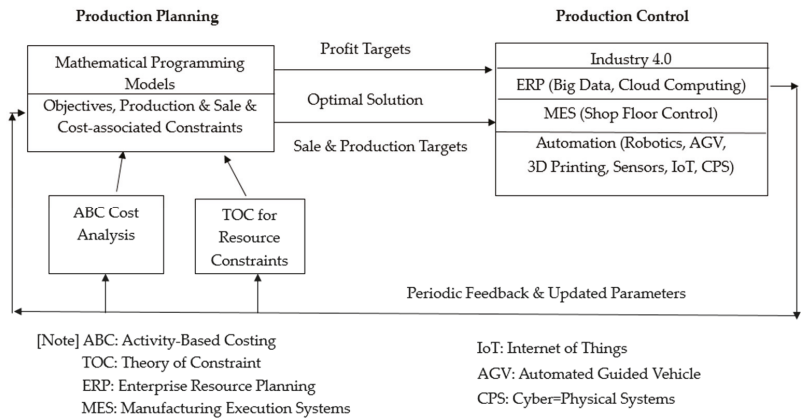 Production Planning
Production Control
Mathematical Programming
Models
Objectives, Production & Sale &
Cost-associated Constraints
Profit Targets
Optimal Solution
Sale & Production Targets
Industry 4.0
ERP (Big Data, Cloud Computing)
MES (Shop Floor Control)
Automation (Robotics, AGV,
3D Printing, Sensors, IoT, CPS)
ABC Cost
Analysis
TOC for
Resource
Constraints
Periodic Feedback & Updated Parameters
[Note] ABC: Activity-Based Costing
TOC: Theory of Constraint
ERP: Enterprise Resource Planning
MES: Manufacturing Execution Systems
IoT: Internet of Things
AGV: Automated Guided Vehicle
CPS: Cyber=Physical Systems